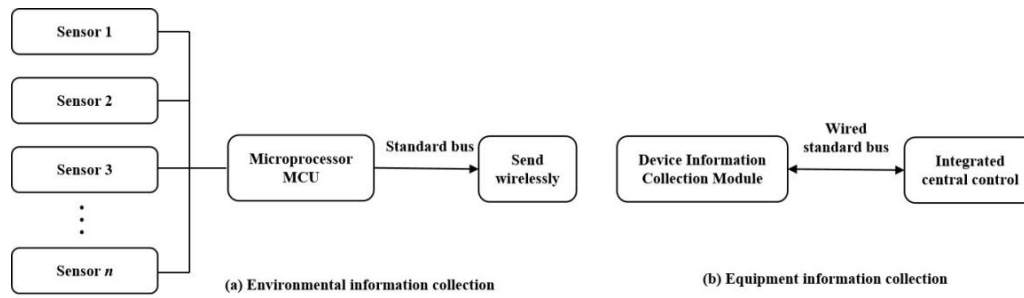 Sensor 1
Sensor 2
Sensor 3
Sensor n
Microprocessor
MCU
Standard bus
Send
wirelessly
(a) Environmental information collection
Device Information
Collection Module
Wired
standard bus
Integrated
central control
(b) Equipment information collection